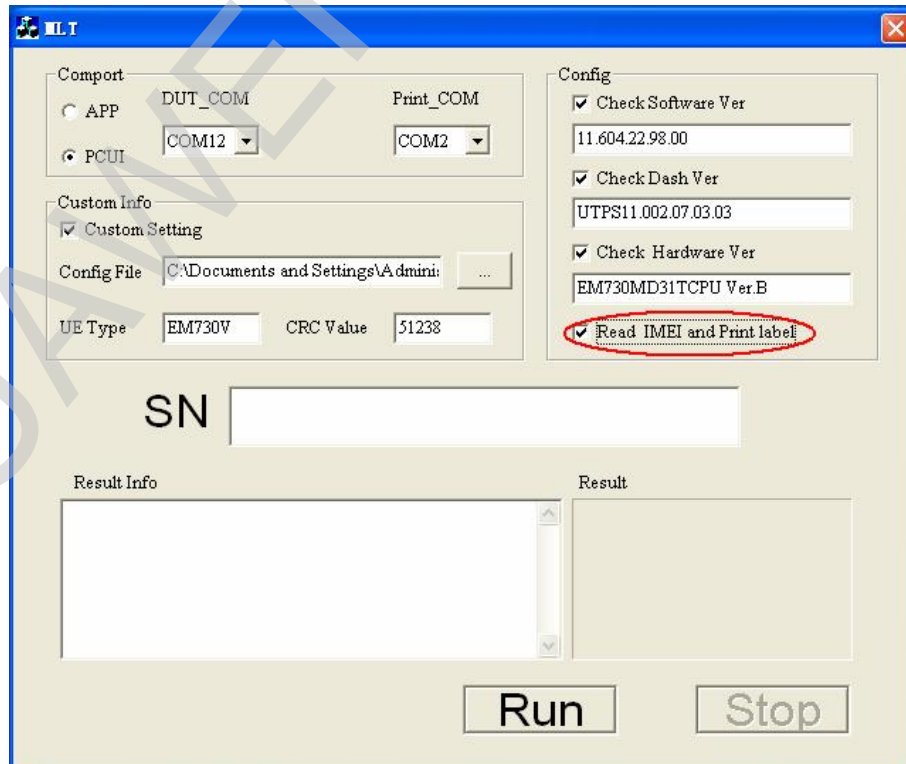 MLT
Comport
APP
DUT_COM
Print_COM
PCUI
COM12
COM2
Custom Info
Custom Setting
Config File
C:\Documents and Settings\Admini:
...
UE Type
EM730V
CRC Value
51238
Config
Check Software Ver
11.604.22.98.00
Check Dash Ver
UTPS11.002.07.03.03
Check Hardware Ver
EM730MD31TCPU Ver.B
Read IMEI and Print label
SN
Result Info
Result
Run
Stop